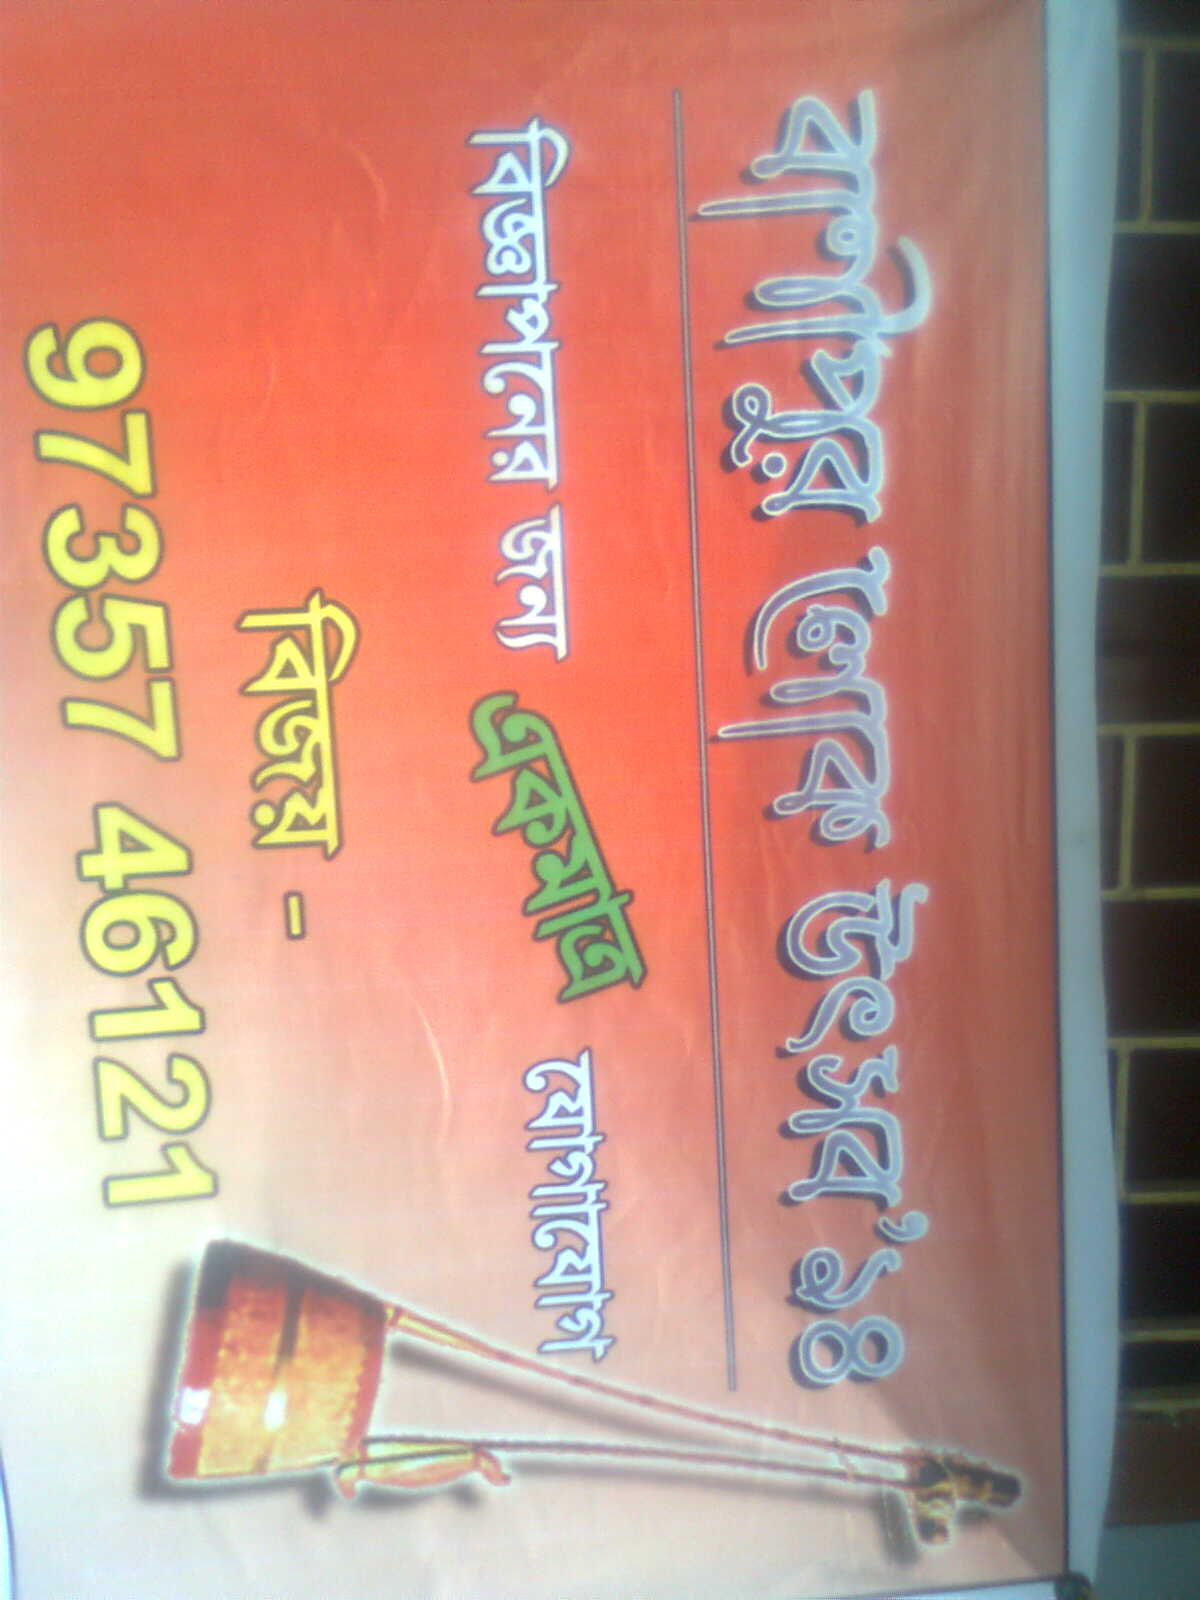 বাণীপুর লোক উৎসব'১৪
বিজ্ঞাপনের জন্য একমাত্র যোগাযোগ
বিজয় -
97357 46121